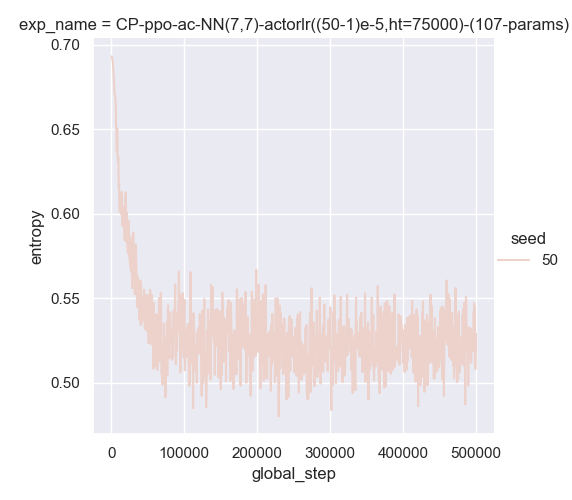 exp_name = CP-ppo-ac-NN(7,7)-actorlr((50-1)e-5,ht=75000)-(107-params)
0.70
0.65
0.60
0.55
0.50
entropy
0 100000 200000 300000 400000 500000
global_step
seed
50